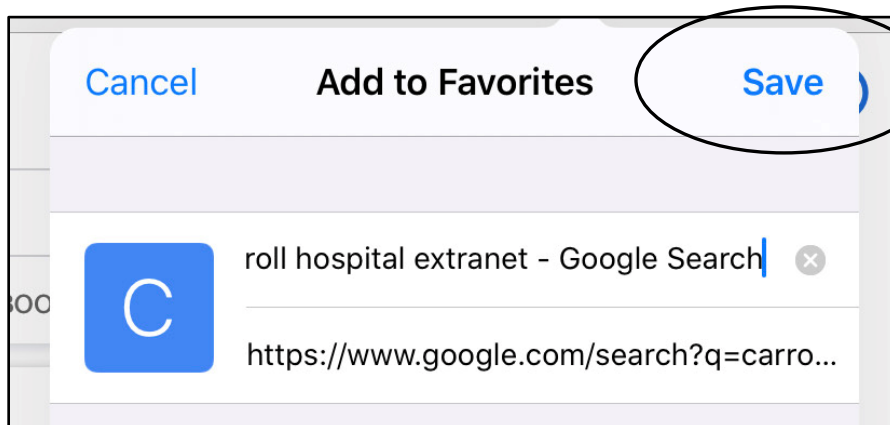 Cancel Add to Favorites Save
roll hospital extranet - Google Search
C
https://www.google.com/search?q=carro...